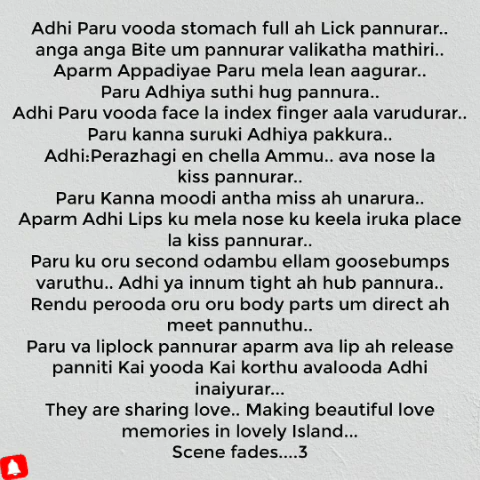 Adhi Paru vooda stomach full ah Lick pannurar..
anga anga Bite um pannurar valikatha mathiri..
Aparm Appadiyae Paru mela lean aagurar..
Paru Adhiya suthi hug pannura..
Adhi Paru vooda face la index finger aala varudurar..
Paru kanna suruki Adhiya pakkura..
Adhi:Perazhagi en chella Ammu.. ava nose la
kiss pannurar..
Paru Kanna moodi antha miss ah unarura..
Aparm Adhi Lips ku mela nose ku keela iruka place
la kiss pannurar..
Paru ku oru second odambu ellam goosebumps
varuthu.. Adhi ya innum tight ah hub pannura..
Rendu perooda oru oru body parts um direct ah
meet pannuthu..
Paru va liplock pannurar aparm ava lip ah release
panniti Kai yooda Kai korthu avalooda Adhi
inaiyurar...
They are sharing love.. Making beautiful love
memories in lovely Island...
Scene fades....3